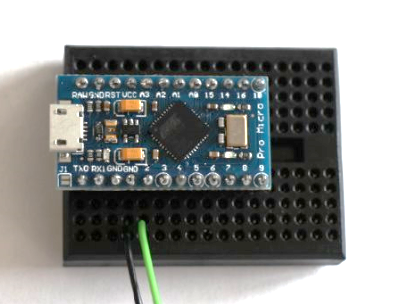 RAW GND RST VCC A3 A2 A1 A0 15 14 16 10
Pro Micro
J1 TXO RXI GND GND 2 3 4 5 6 7 8 9